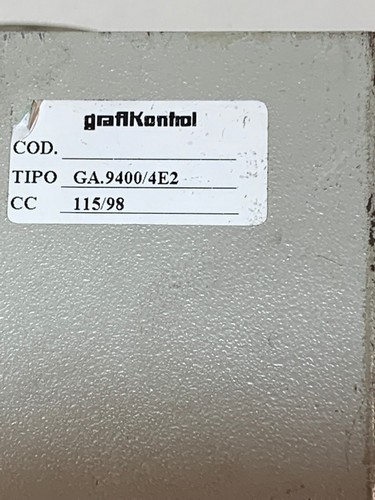 grafikontrol
COD.
TIPO GA.9400/4E2
CC 115/98